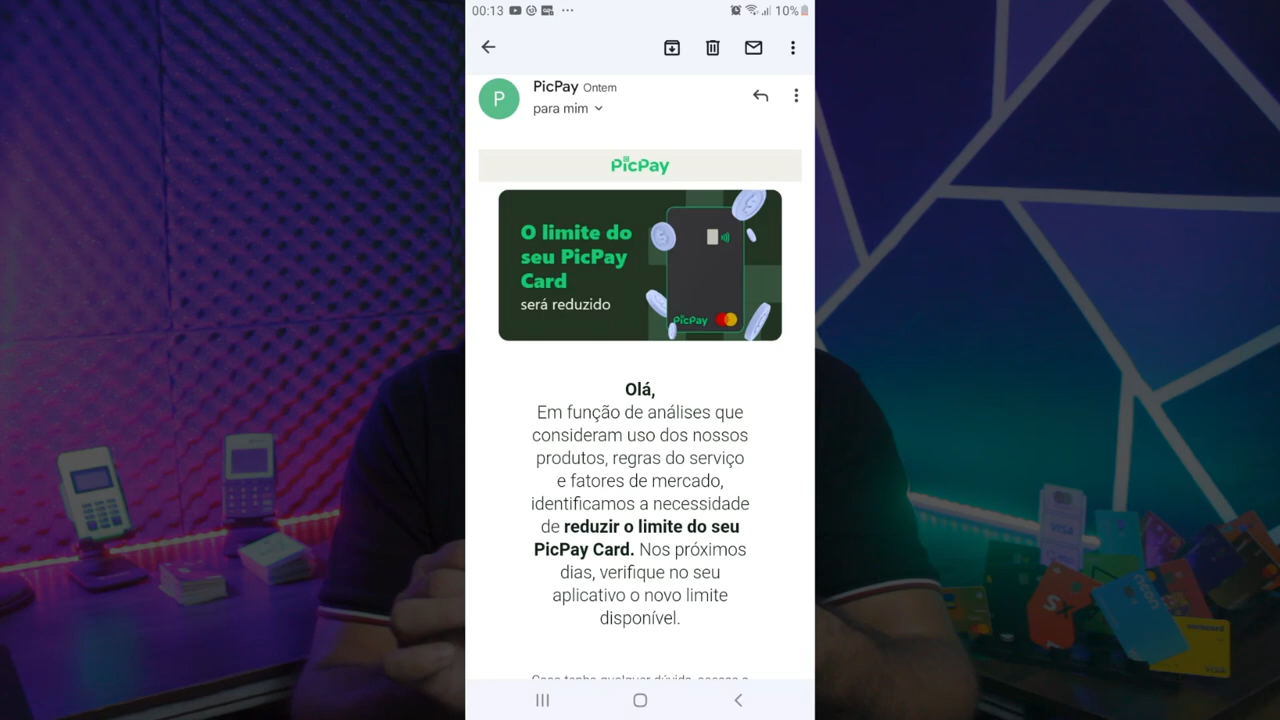 00:13
10%
PicPay Ontem
para mim
P
PicPay
O limite do
seu PicPay
Card
será reduzido
PicPay
Olá,
Em função de análises que
consideram uso dos nossos
produtos, regras do serviço
e fatores de mercado,
identificamos a necessidade
de reduzir o limite do seu
PicPay Card. Nos próximos
dias, verifique no seu
aplicativo o novo limite
disponível.
VISA